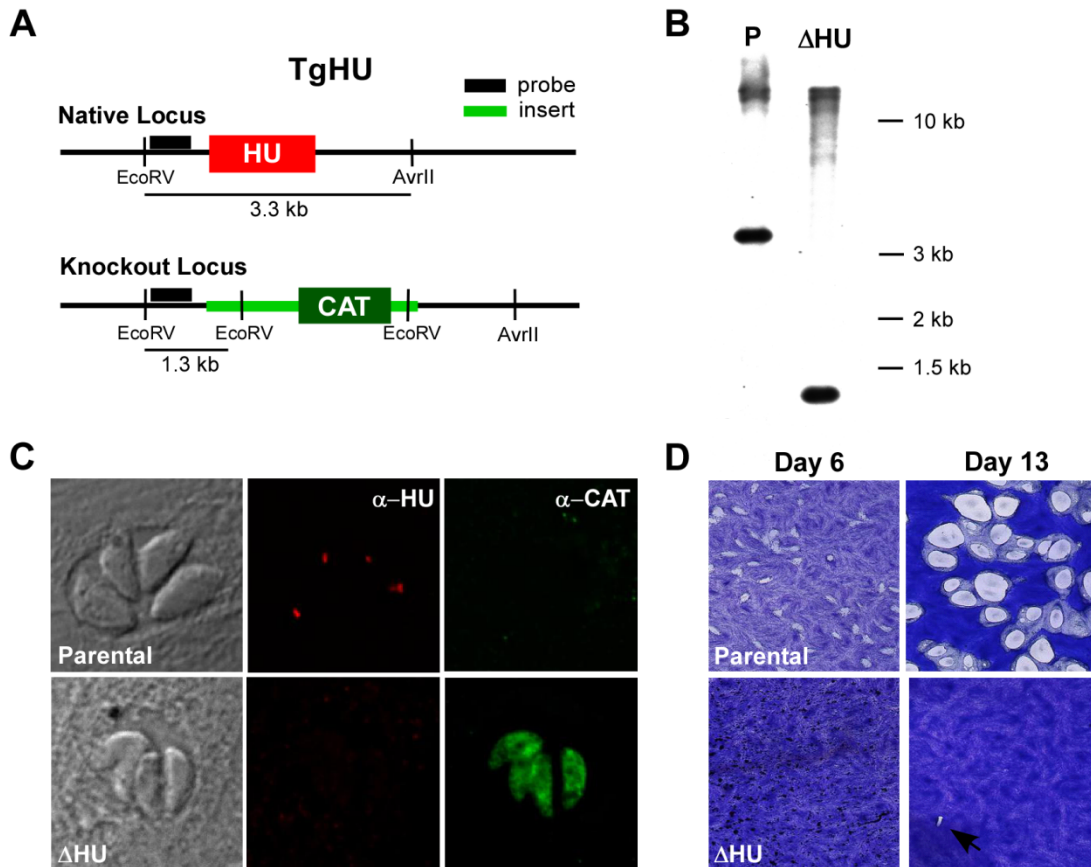 A
TgHU
probe
insert
Native Locus
HU
EcoRV
AvrII
3.3 kb
Knockout Locus
CAT
EcoRV
EcoRV
EcoRV
AvrII
1.3 kb
B
P ΔHU
10 kb
3 kb
2 kb
1.5 kb
C
α-HU
α-CAT
Parental
ΔHU
D
Day 6 Day 13
Parental
ΔHU